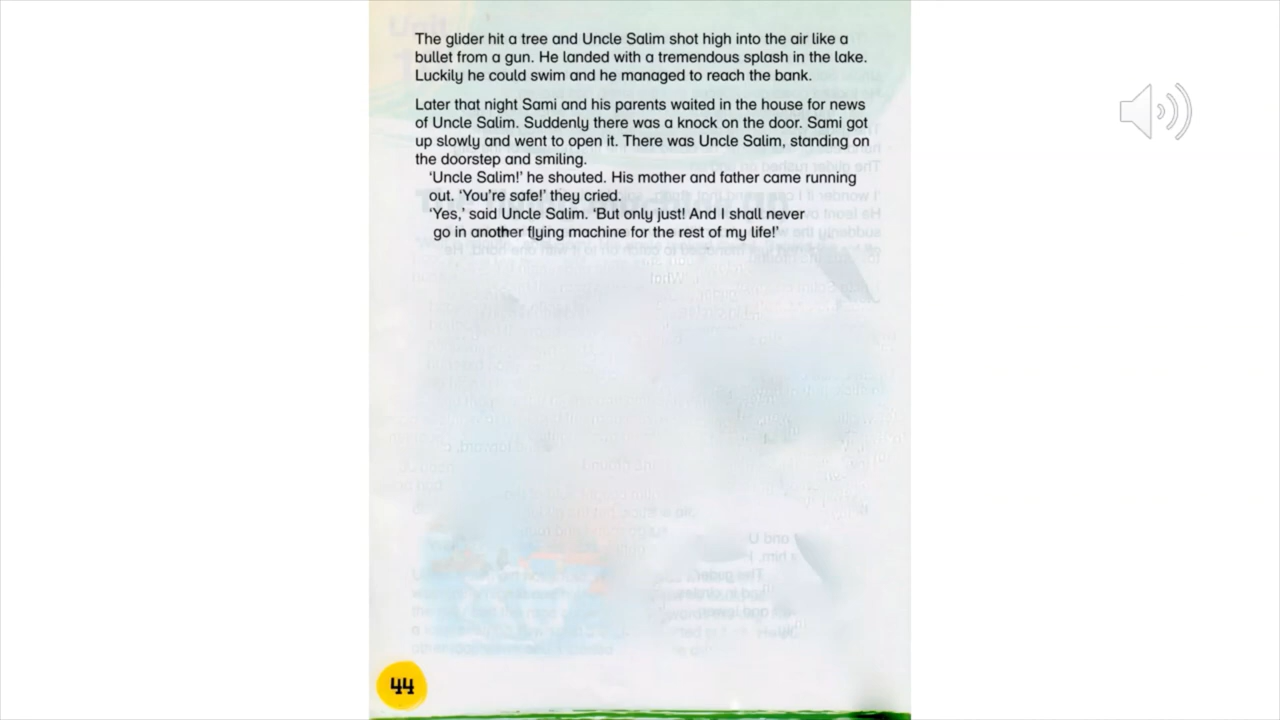 The glider hit a tree and Uncle Salim shot high into the air like a
bullet from a gun. He landed with a tremendous splash in the lake.
Luckily he could swim and he managed to reach the bank.
Later that night Sami and his parents waited in the house for news
of Uncle Salim. Suddenly there was a knock on the door. Sami got
up slowly and went to open it. There was Uncle Salim, standing on
the doorstep and smiling.
‘Uncle Salim!’ he shouted. His mother and father came running
out. ‘You’re safe!’ they cried.
‘Yes,’ said Uncle Salim. ‘But only just! And I shall never
go in another flying machine for the rest of my life!’
44